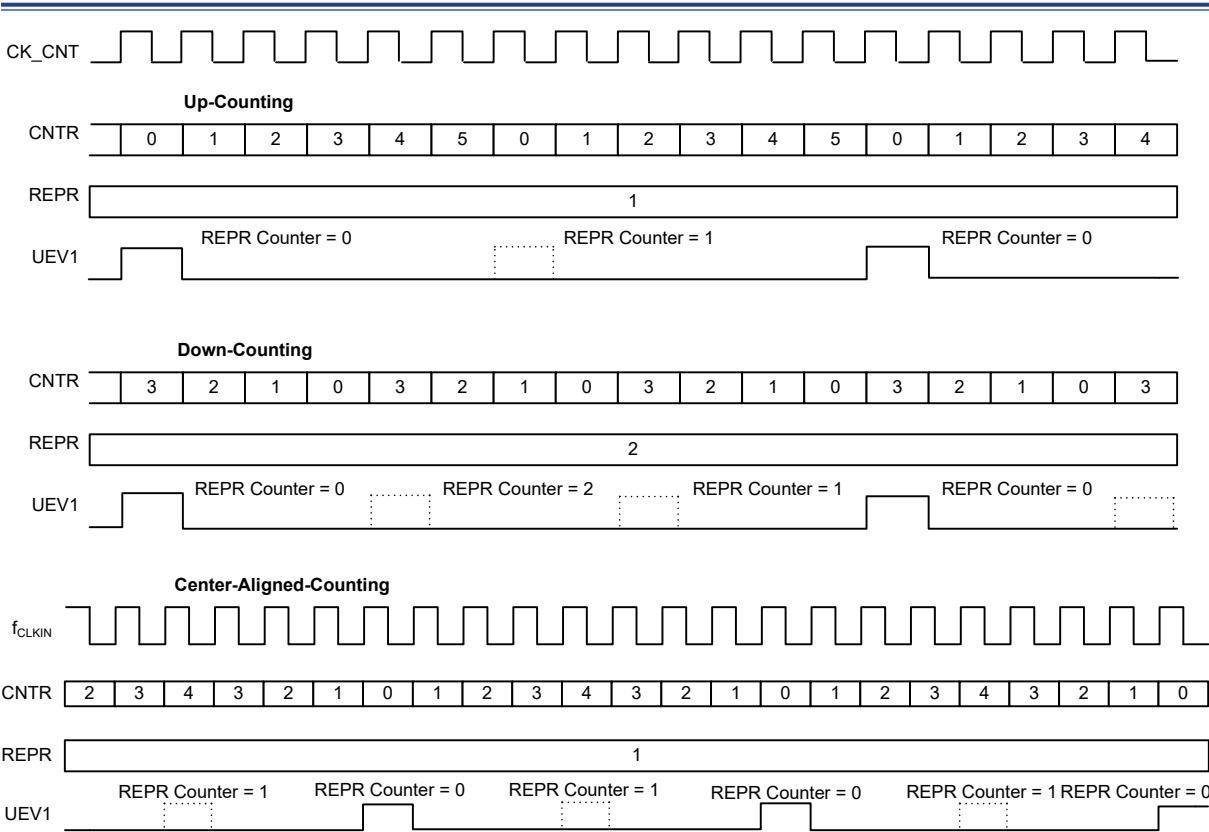 CK_CNT
Up-Counting
CNTR 0 1 2 3 4 5 0 1 2 3 4 5 0 1 2 3 4
REPR 1
REPR Counter = 0 REPR Counter = 1 REPR Counter = 0
UEV1
Down-Counting
CNTR 3 2 1 0 3 2 1 0 3 2 1 0 3 2 1 0 3
REPR 2
REPR Counter = 0 REPR Counter = 2 REPR Counter = 1 REPR Counter = 0
UEV1
Center-Aligned-Counting
fCLKIN
CNTR 2 3 4 3 2 1 0 1 2 3 4 3 2 1 0 1 2 3 4 3 2 1 0
REPR 1
REPR Counter = 1 REPR Counter = 0 REPR Counter = 1 REPR Counter = 0 REPR Counter = 1 REPR Counter = 0
UEV1